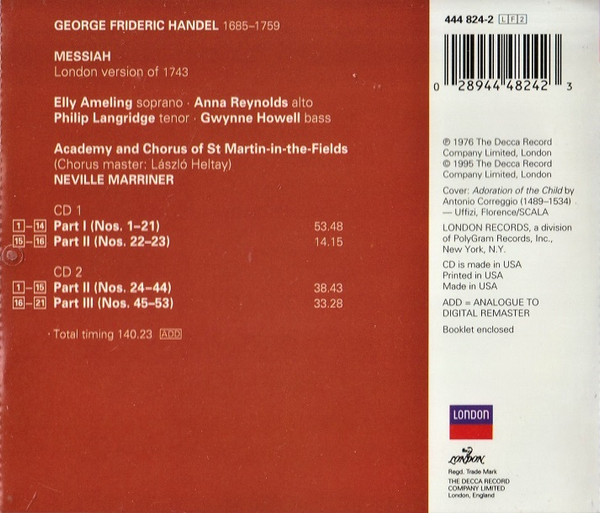 GEORGE FRIDERIC HANDEL 1685–1759
MESSIAH
London version of 1743
Elly Ameling soprano · Anna Reynolds alto
Philip Langridge tenor · Gwynne Howell bass
Academy and Chorus of St Martin-in-the-Fields
(Chorus master: László Heltay)
NEVILLE MARRINER
CD 1
1–14 Part I (Nos. 1–21) 53.48
15–16 Part II (Nos. 22–23) 14.15
CD 2
1–15 Part II (Nos. 24–44) 38.43
16–21 Part III (Nos. 45–53) 33.28
Total timing 140.23 ADD
444 824-2 LF2
0 28944 48242 3
℗ 1976 The Decca Record
Company Limited, London
© 1995 The Decca Record
Company Limited, London
Cover: Adoration of the Child by
Antonio Correggio (1489–1534)
— Uffizi, Florence/SCALA
LONDON RECORDS, a division
of PolyGram Records, Inc.,
New York, N.Y.
CD is made in USA
Printed in USA
Made in USA
ADD = ANALOGUE TO
DIGITAL REMASTER
Booklet enclosed
LONDON
LONDON
Regd. Trade Mark
THE DECCA RECORD
COMPANY LIMITED
London, England